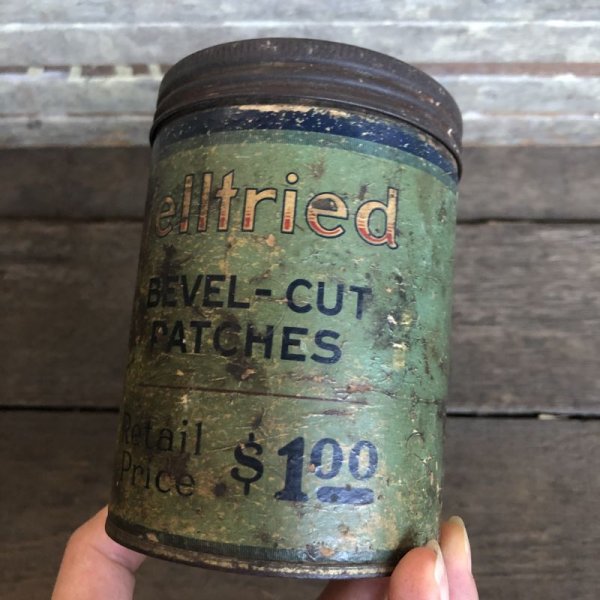 elltried
BEVEL-CUT
PATCHES
Retail
Price $1.00